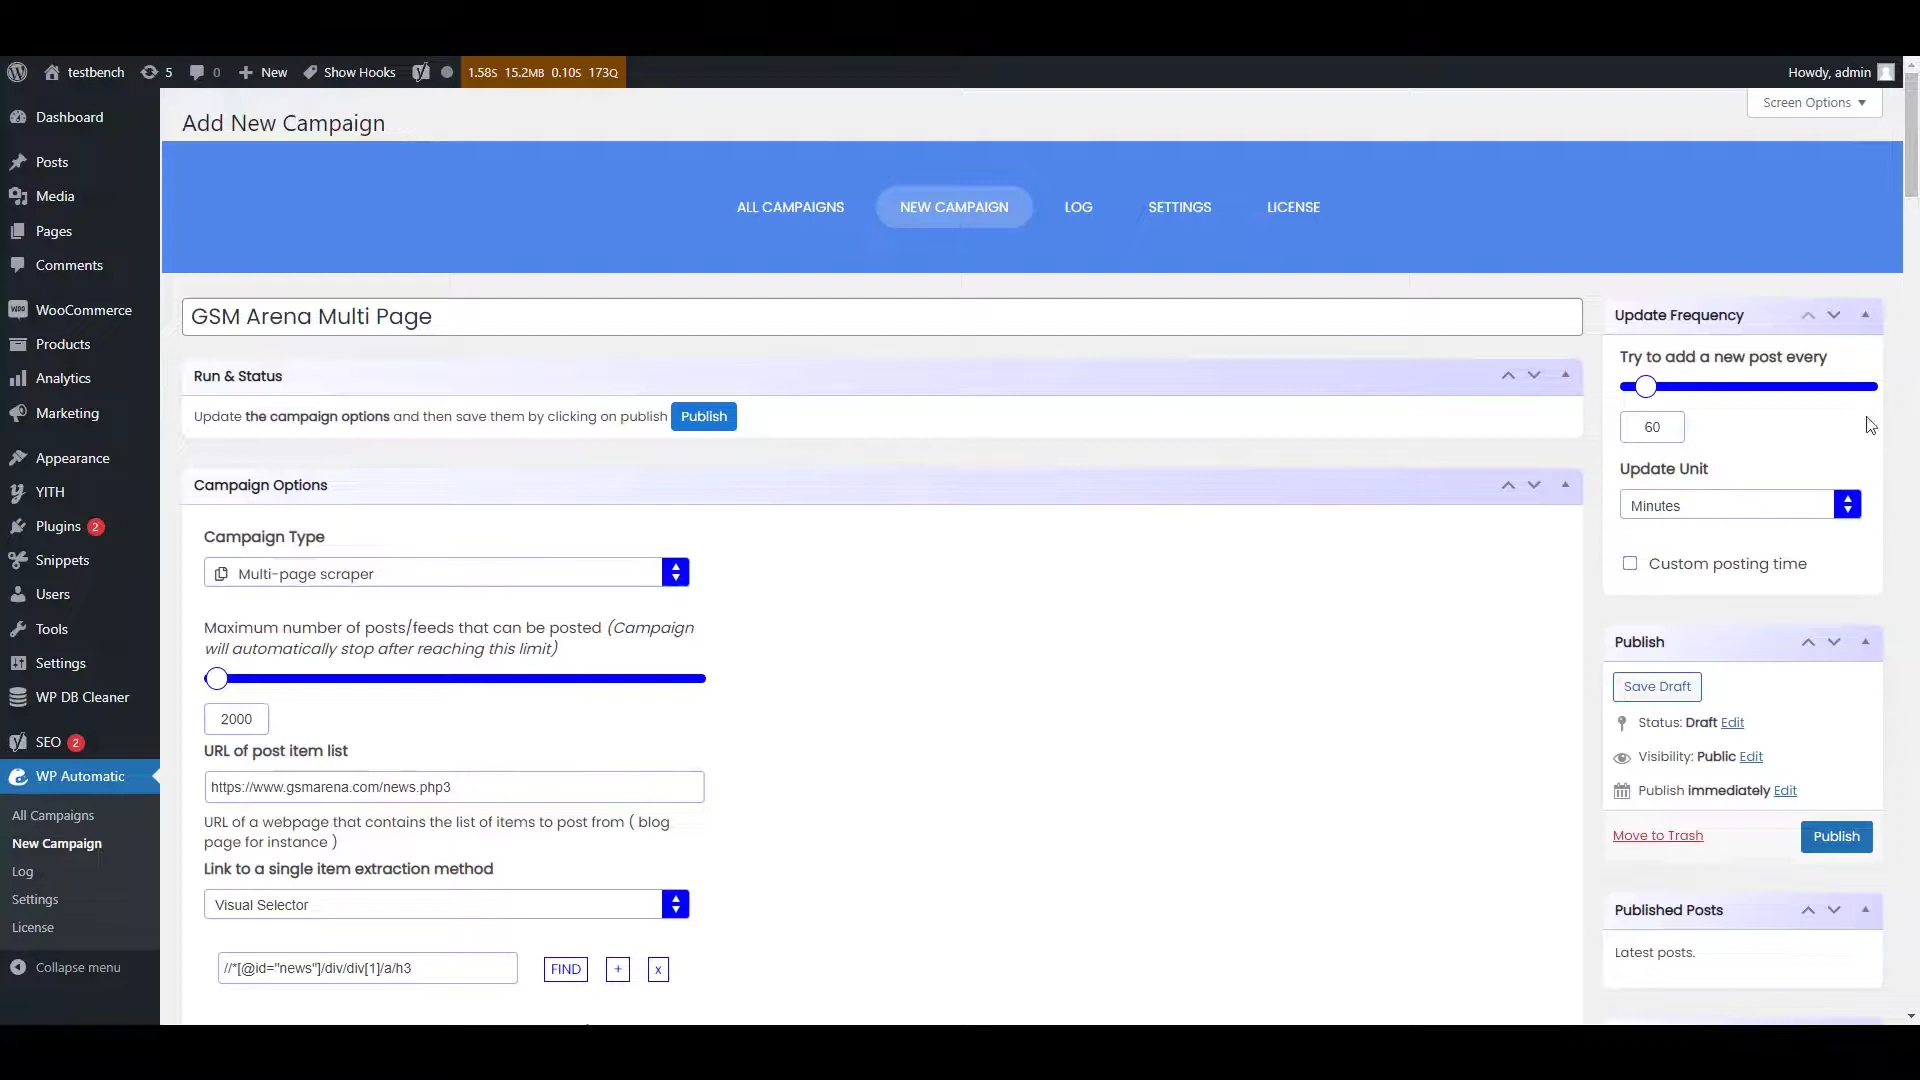 testbench
5
0
New
Show Hooks
1.58S 15.2MB 0.10S 173Q
Howdy, admin
Screen Options
Dashboard
Posts
Media
Pages
Comments
WooCommerce
Products
Analytics
Marketing
Appearance
YITH
Plugins 2
Snippets
Users
Tools
Settings
WP DB Cleaner
SEO 2
WP Automatic
All Campaigns
New Campaign
Log
Settings
License
Collapse menu
Add New Campaign
ALL CAMPAIGNS
NEW CAMPAIGN
LOG
SETTINGS
LICENSE
GSM Arena Multi Page
Run & Status
Update the campaign options and then save them by clicking on publish Publish
Campaign Options
Campaign Type
Multi-page scraper
Maximum number of posts/feeds that can be posted (Campaign
will automatically stop after reaching this limit)
2000
URL of post item list
https://www.gsmarena.com/news.php3
URL of a webpage that contains the list of items to post from ( blog
page for instance )
Link to a single item extraction method
Visual Selector
//*[@id="news"]/div/div[1]/a/h3
FIND
+
x
Update Frequency
Try to add a new post every
60
Update Unit
Minutes
Custom posting time
Publish
Save Draft
Status: Draft Edit
Visibility: Public Edit
Publish immediately Edit
Move to Trash
Publish
Published Posts
Latest posts.